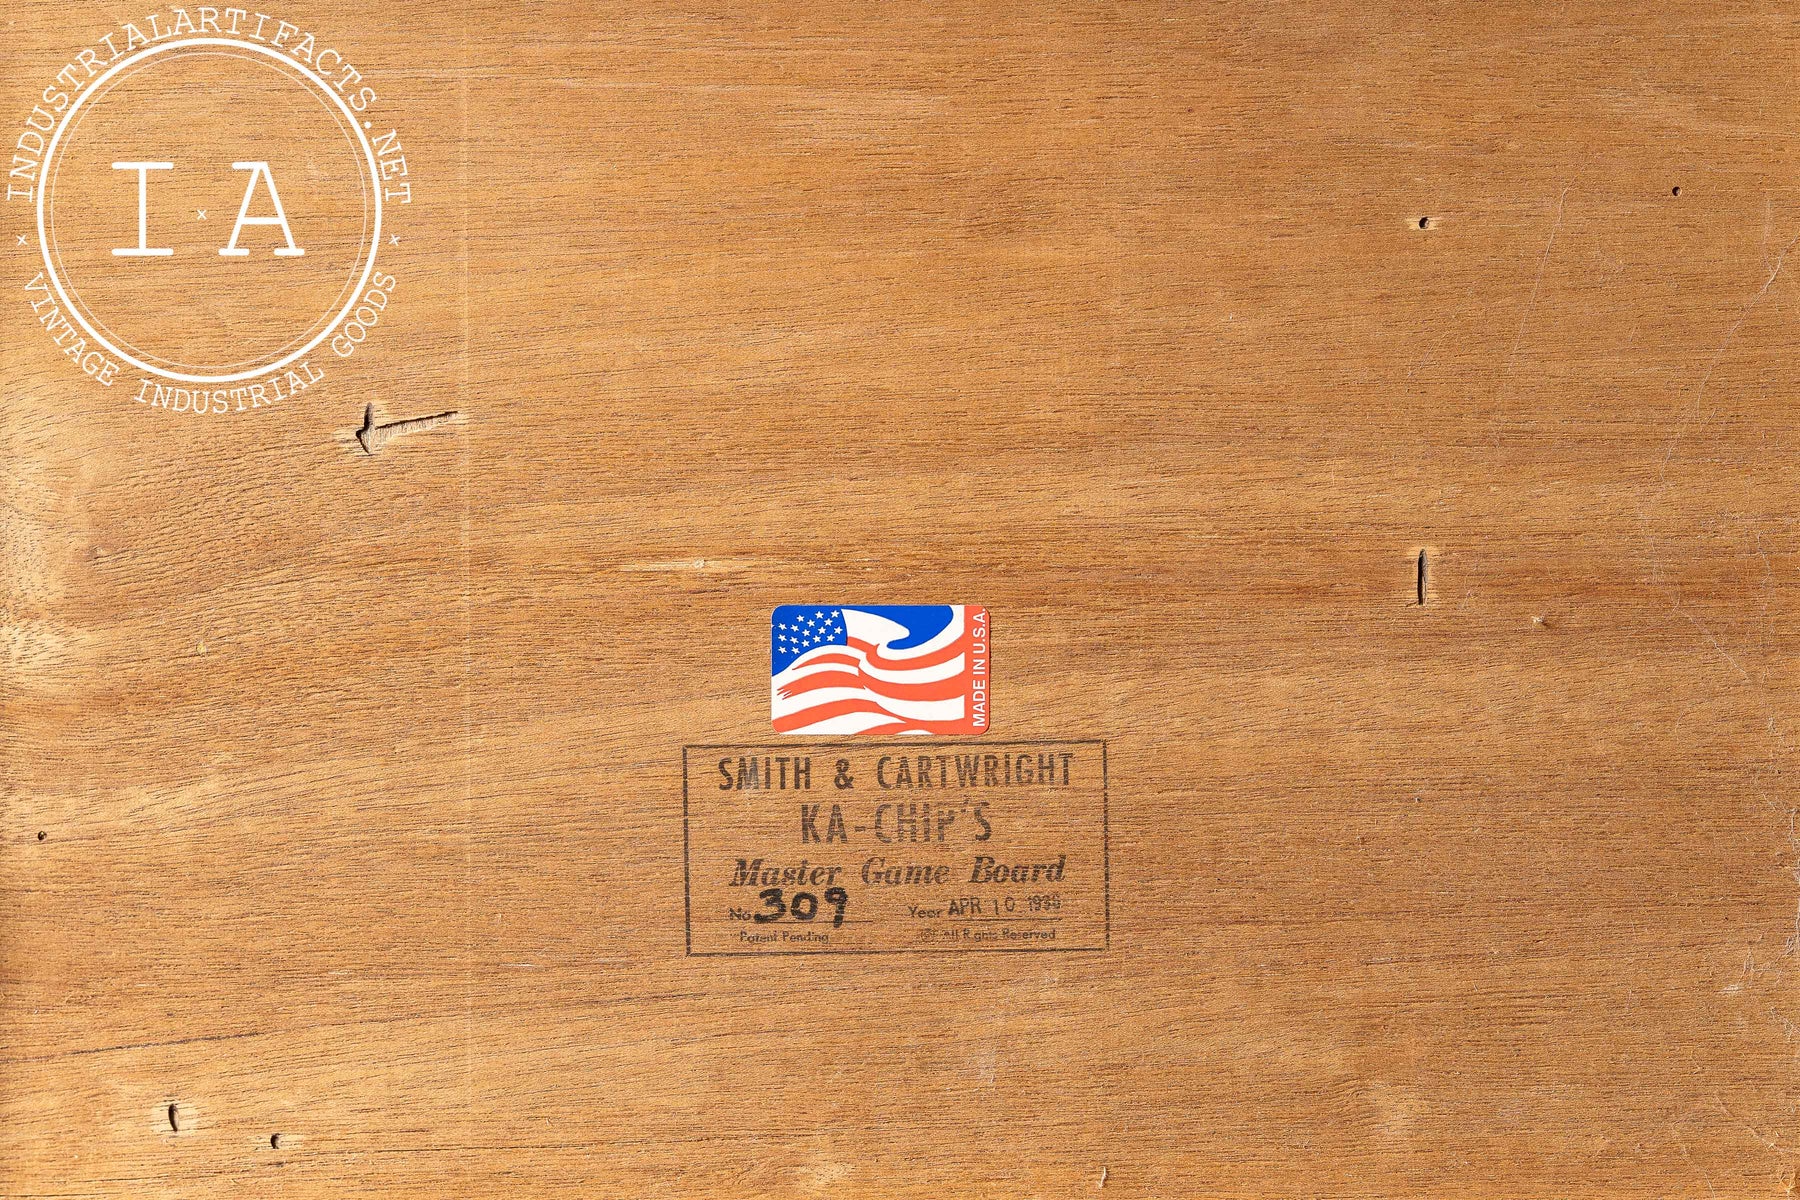 INDUSTRIALARTIFACTS.NET
I × A
VINTAGE INDUSTRIAL GOODS
MADE IN U.S.A.
SMITH & CARTWRIGHT
KA-CHIP'S
Master Game Board
No. 309 Year APR 10
Patent Pending © All Rights Reserved